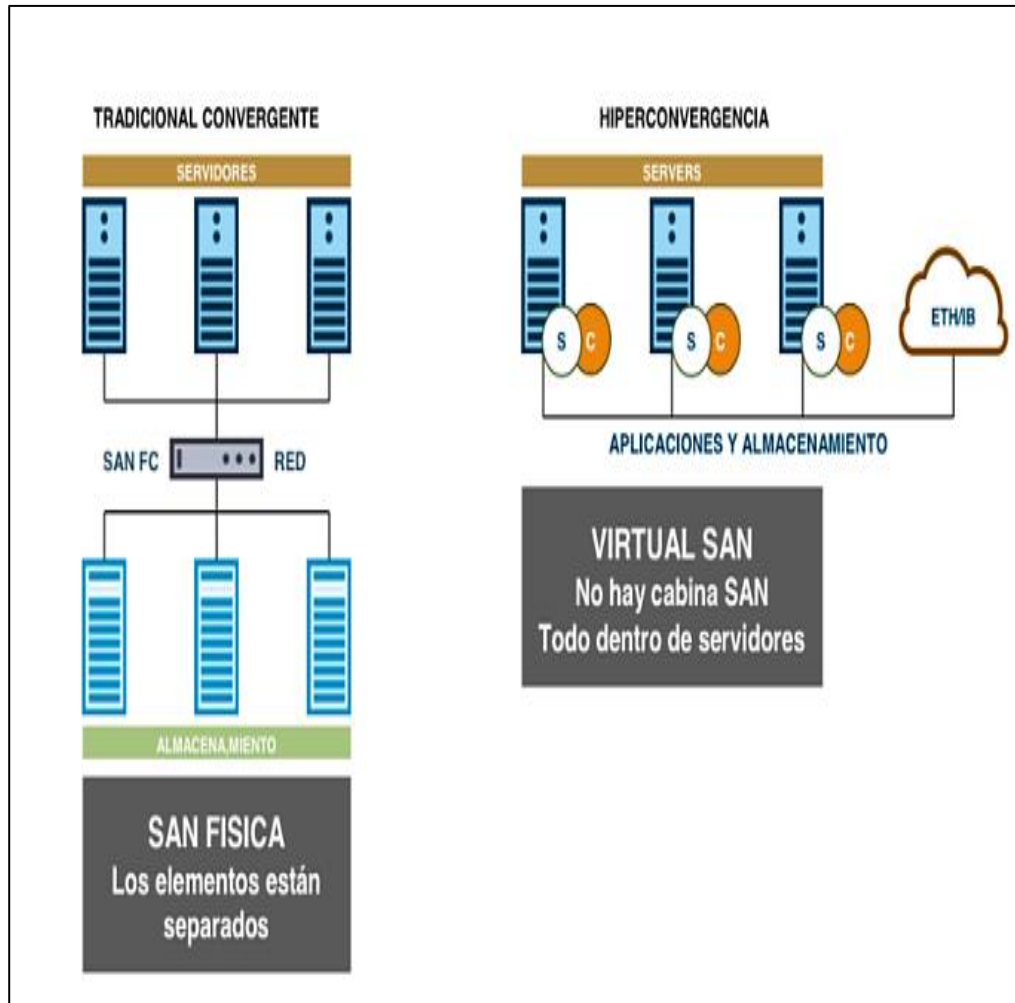 TRADICIONAL CONVERGENTE
SERVIDORES
SAN FC
RED
ALMACENA,MIENTO
SAN FISICA
Los elementos están
separados
HIPERCONVERGENCIA
SERVERS
S C
S C
S C
ETH/IB
APLICACIONES Y ALMACENAMIENTO
VIRTUAL SAN
No hay cabina SAN
Todo dentro de servidores